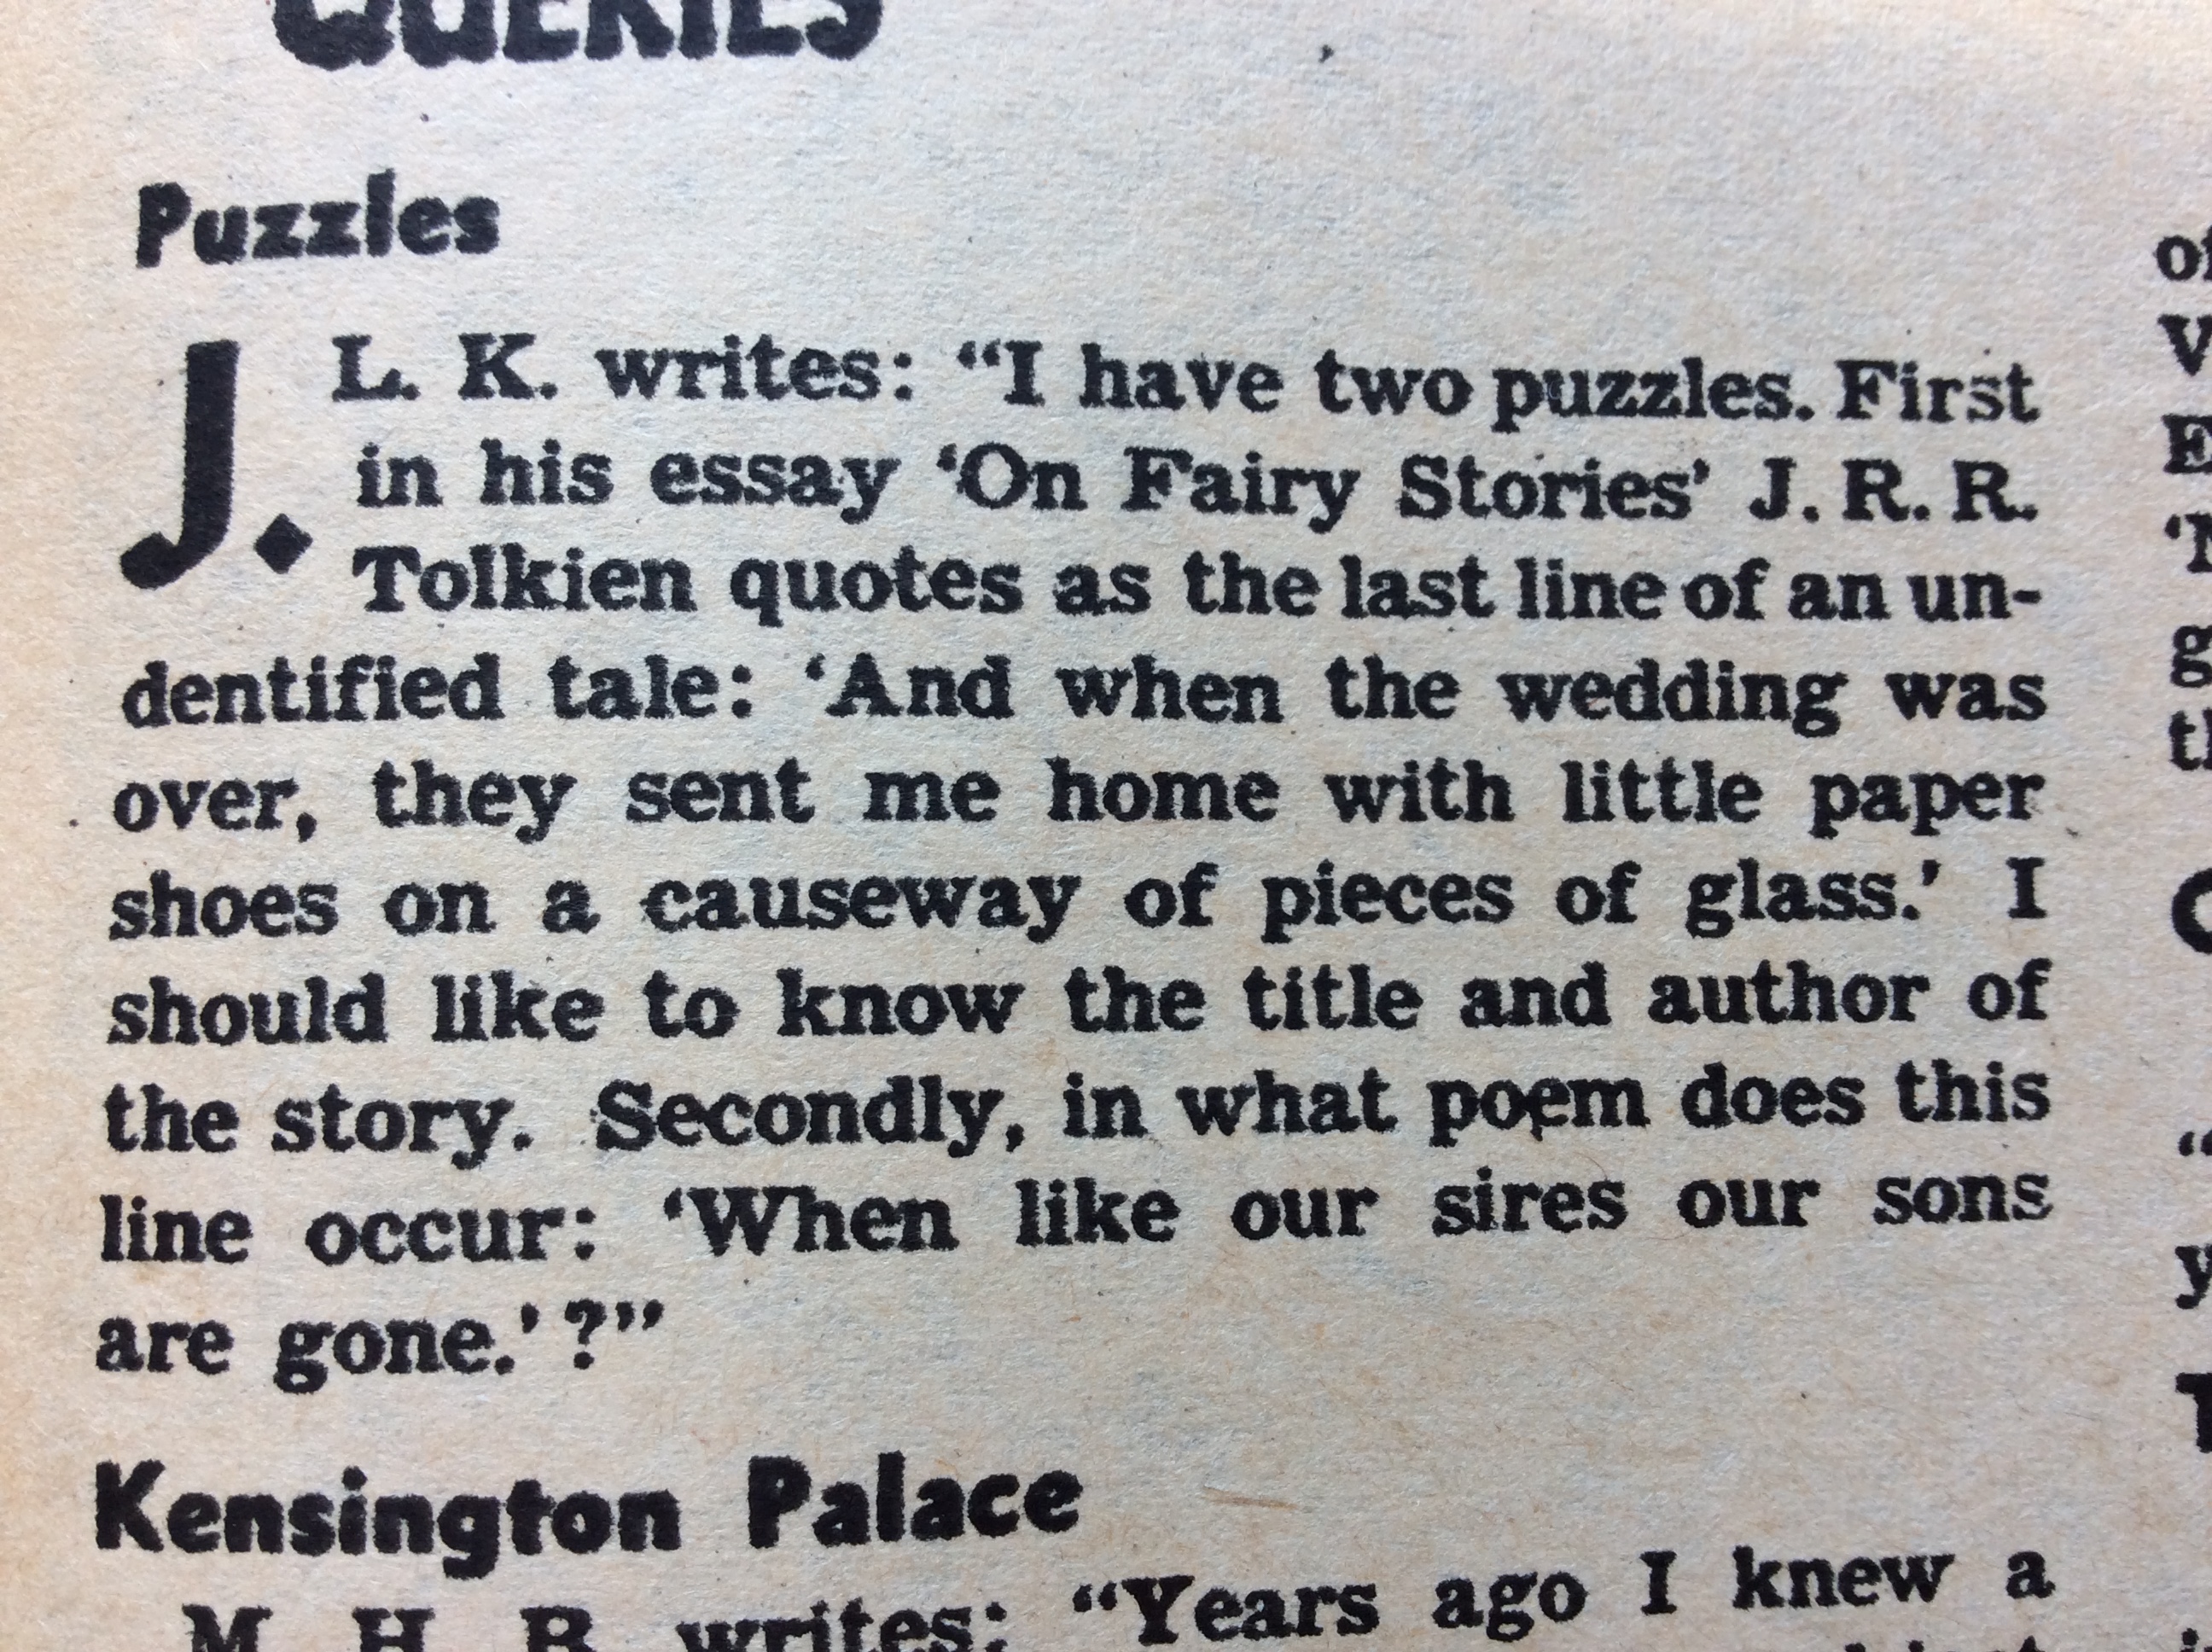 QUERIES
Puzzles
J. L. K. writes: “I have two puzzles. First
in his essay ‘On Fairy Stories’ J. R. R.
Tolkien quotes as the last line of an un-
dentified tale: ‘And when the wedding was
over, they sent me home with little paper
shoes on a causeway of pieces of glass.’ I
should like to know the title and author of
the story. Secondly, in what poem does this
line occur: ‘When like our sires our sons
are gone.’ ?”
Kensington Palace
M. H. B. writes: “Years ago I knew a